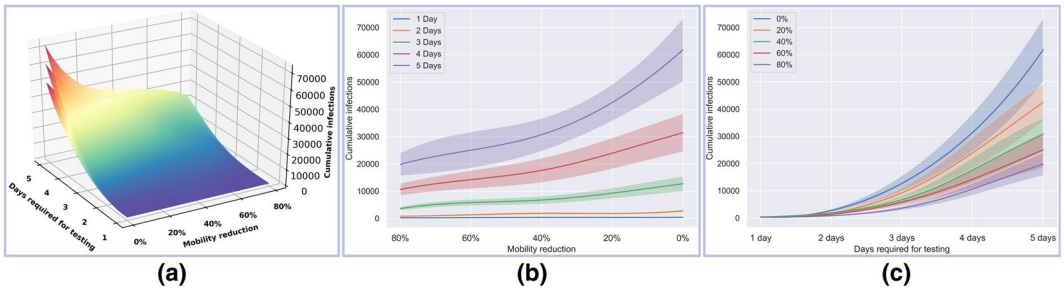 70000
60000
50000
40000
30000
20000
10000
0
Cumulative infections
5
4
3
2
1
Days required for testing
0%
20%
40%
60%
80%
Mobility reduction
(a)
1 Day
2 Days
3 Days
4 Days
5 Days
70000
60000
50000
40000
30000
20000
10000
0
Cumulative infections
80%
60%
40%
20%
0%
Mobility reduction
(b)
0%
20%
40%
60%
80%
70000
60000
50000
40000
30000
20000
10000
0
Cumulative infections
1 day
2 days
3 days
4 days
5 days
Days required for testing
(c)